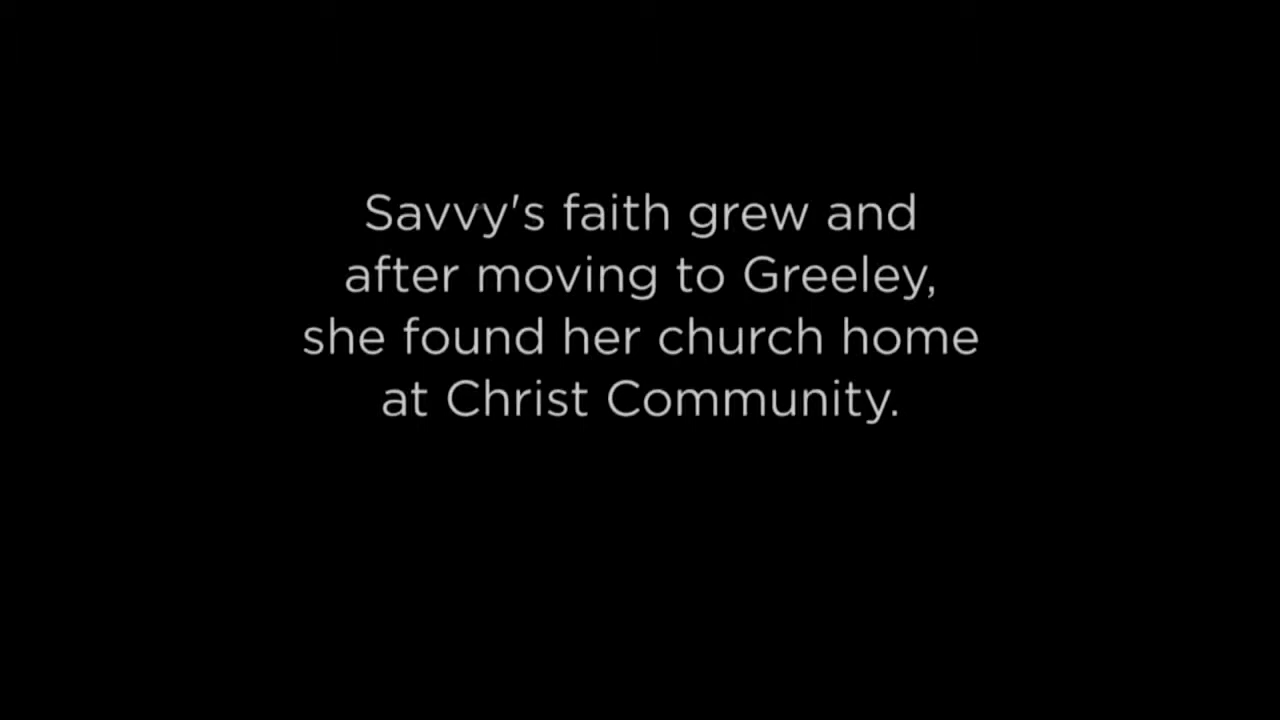 Savvy's faith grew and
after moving to Greeley,
she found her church home
at Christ Community.